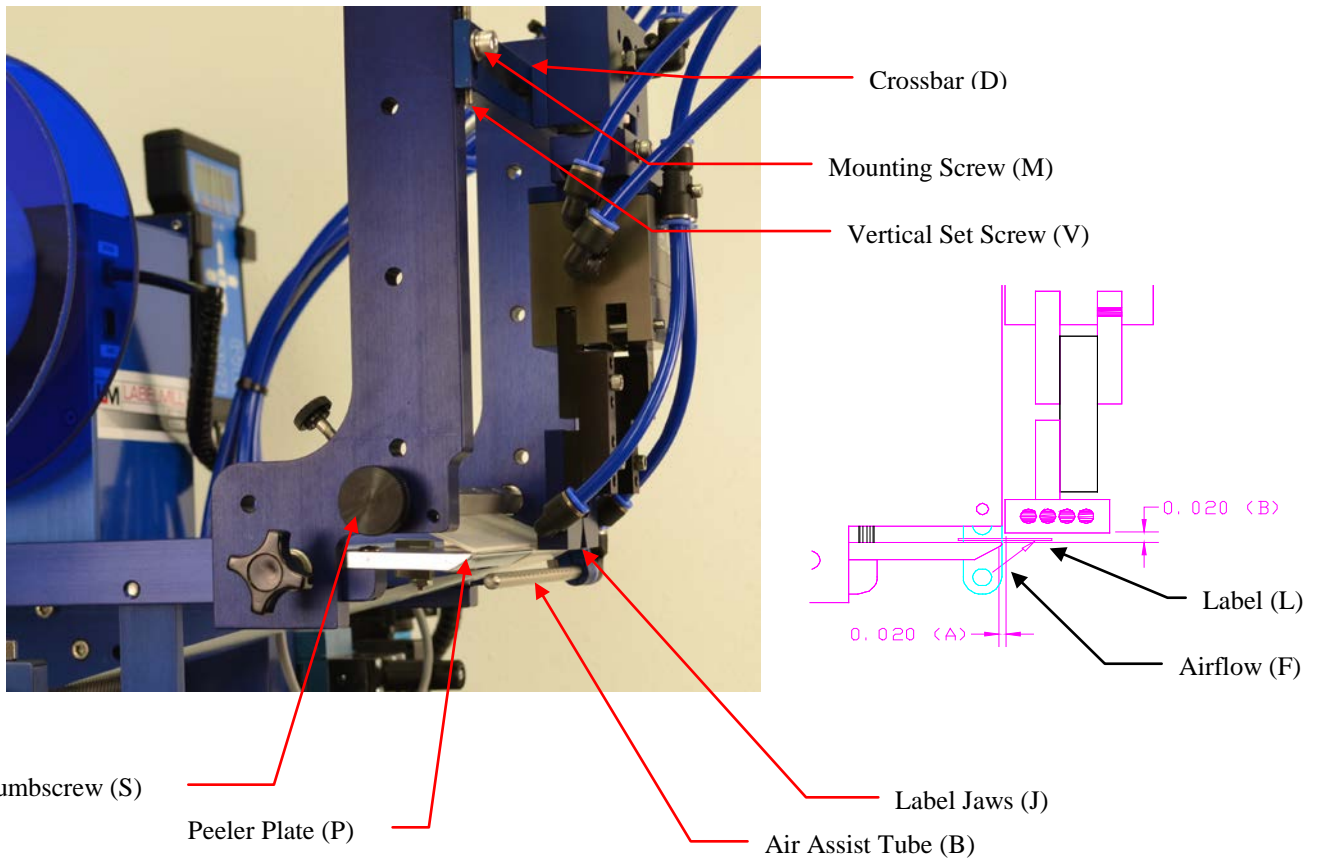 Crossbar (D)
Mounting Screw (M)
Vertical Set Screw (V)
LABELMILL
0.020 (B)
Label (L)
0.020 (A)
Airflow (F)
umbscrew (S)
Peeler Plate (P)
Label Jaws (J)
Air Assist Tube (B)